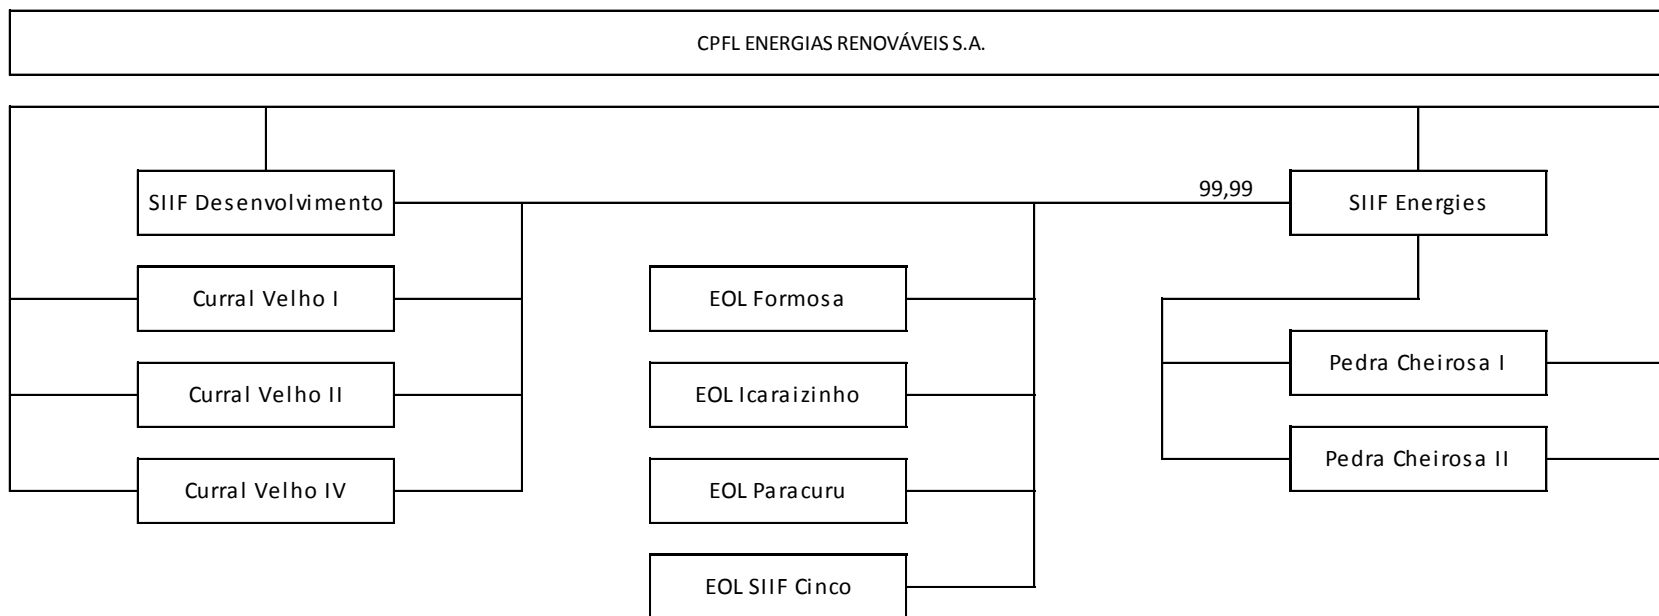 CPFL ENERGIAS RENOVÁVEIS S.A.
99,99
SIIF Desenvolvimento
SIIF Energies
Curral Velho I
EOL Formosa
Pedra Cheirosa I
Curral Velho II
EOL Icaraizinho
Pedra Cheirosa II
Curral Velho IV
EOL Paracuru
EOL SIIF Cinco